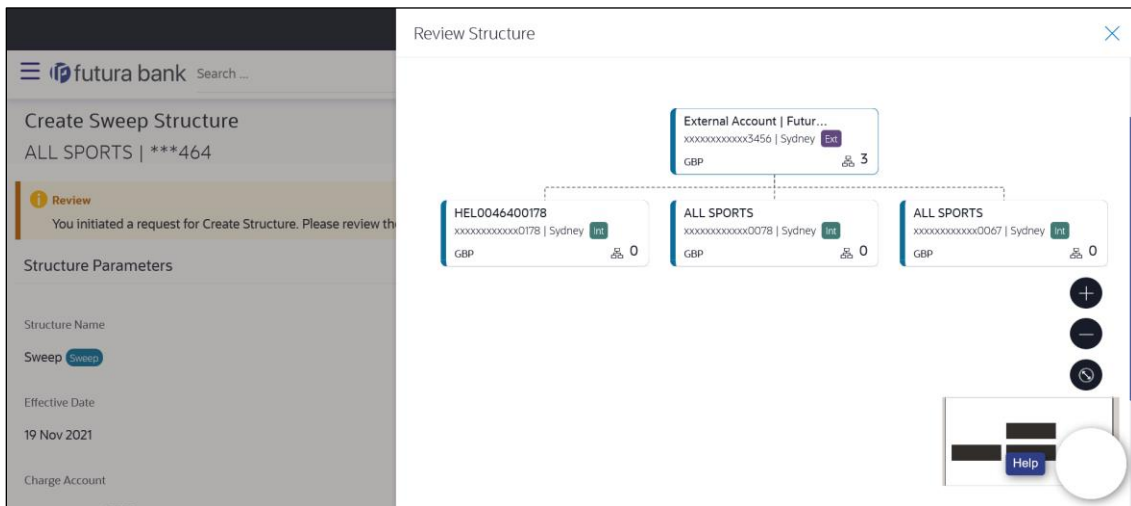 Review Structure
futura bank
Search ...
Create Sweep Structure
ALL SPORTS | ***464
Review
You initiated a request for Create Structure. Please review the
Structure Parameters
Structure Name
Sweep Sweep
Effective Date
19 Nov 2021
Charge Account
External Account | Futur...
xxxxxxxxxxxx3456 | Sydney Ext
GBP 3
HEL0046400178
xxxxxxxxxxxx0178 | Sydney Int
GBP 0
ALL SPORTS
xxxxxxxxxxxx0078 | Sydney Int
GBP 0
ALL SPORTS
xxxxxxxxxxxx0067 | Sydney Int
GBP 0
Help